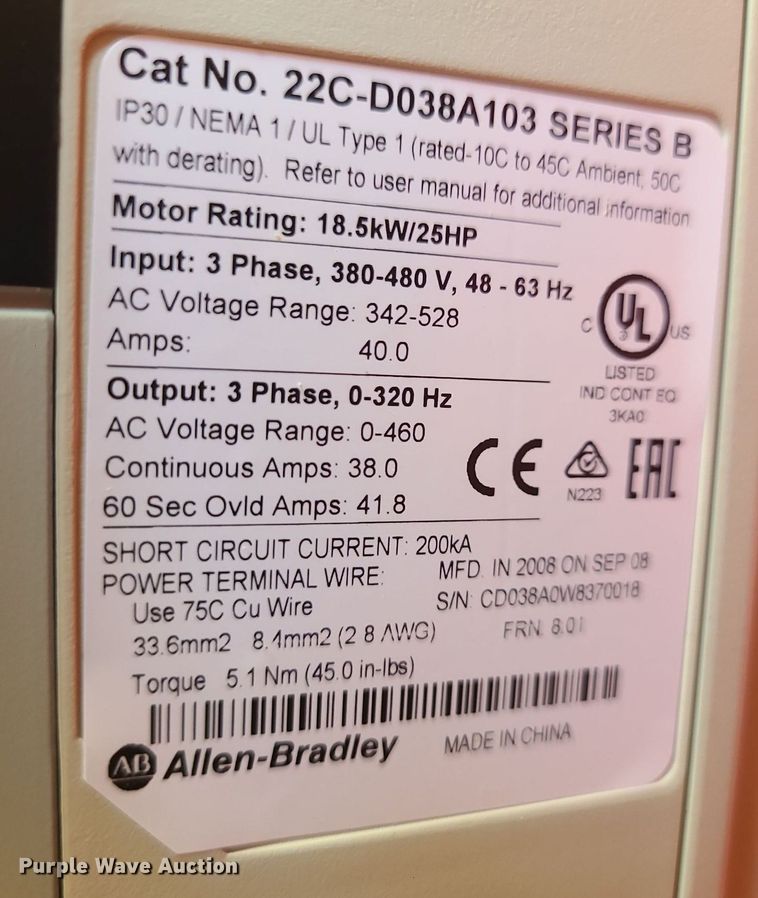 Cat No. 22C-D038A103 SERIES B
IP30 / NEMA 1 / UL Type 1 (rated-10C to 45C Ambient, 50C
with derating). Refer to user manual for additional information
Motor Rating: 18.5kW/25HP
Input: 3 Phase, 380-480 V, 48 - 63 Hz
AC Voltage Range: 342-528
Amps: 40.0
C UL US
LISTED
IND CONT EQ
3KA0
Output: 3 Phase, 0-320 Hz
AC Voltage Range: 0-460
Continuous Amps: 38.0
60 Sec Ovld Amps: 41.8
CE
N223
EAC
SHORT CIRCUIT CURRENT: 200kA
POWER TERMINAL WIRE:
Use 75C Cu Wire
33.6mm2 8.4mm2 (2 8 AWG)
Torque 5.1 Nm (45.0 in-lbs)
MFD. IN 2008 ON SEP 08
S/N: CD038A0W8370018
FRN. 8.01
AB Allen-Bradley
MADE IN CHINA
Purple Wave Auction